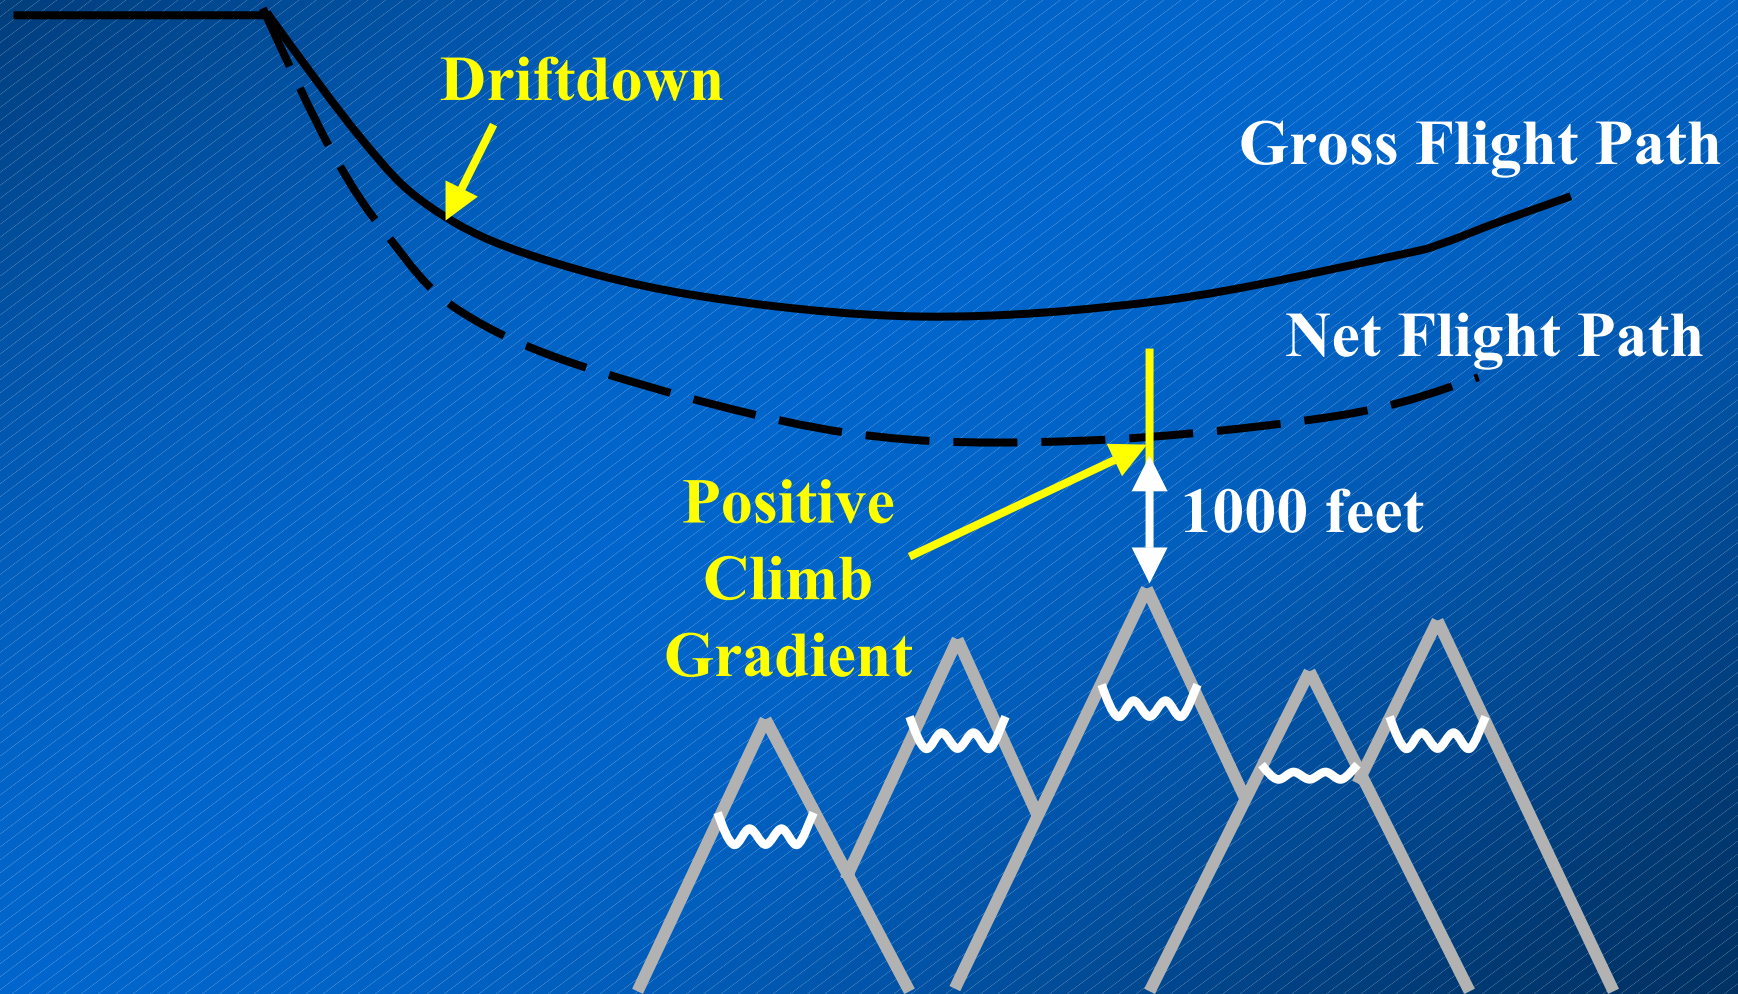 Driftdown
Gross Flight Path
Net Flight Path
Positive
Climb
Gradient
1000 feet